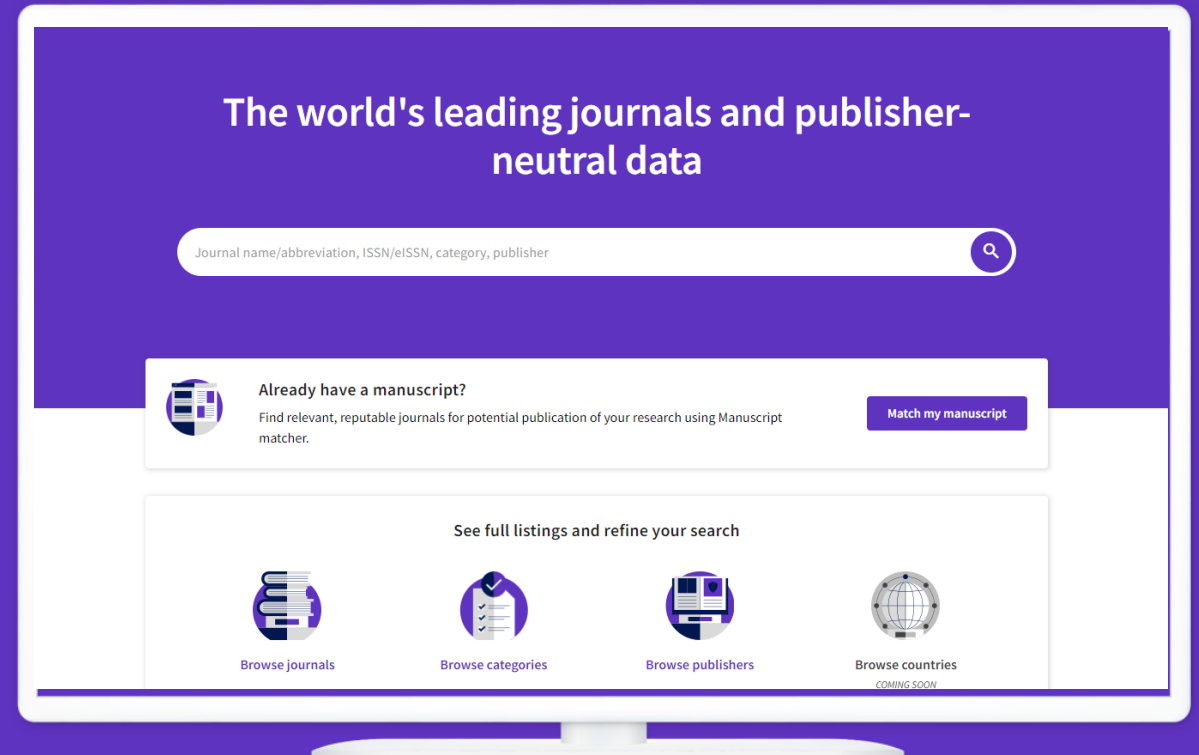 The world's leading journals and publisher-
neutral data
Journal name/abbreviation, ISSN/eISSN, category, publisher
Already have a manuscript?
Find relevant, reputable journals for potential publication of your research using Manuscript
matcher.
Match my manuscript
See full listings and refine your search
Browse journals
Browse categories
Browse publishers
Browse countries
COMING SOON